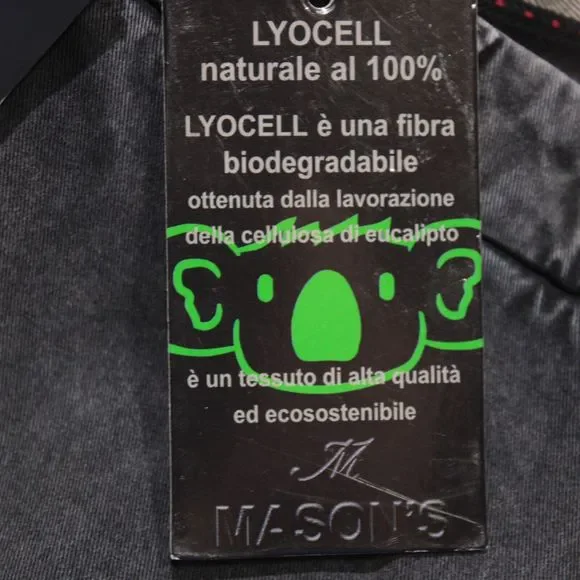 LYOCELL
naturale al 100%
LYOCELL è una fibra
biodegradabile
ottenuta dalla lavorazione
della cellulosa di eucalipto
è un tessuto di alta qualità
ed ecosostenibile
M
MASON'S